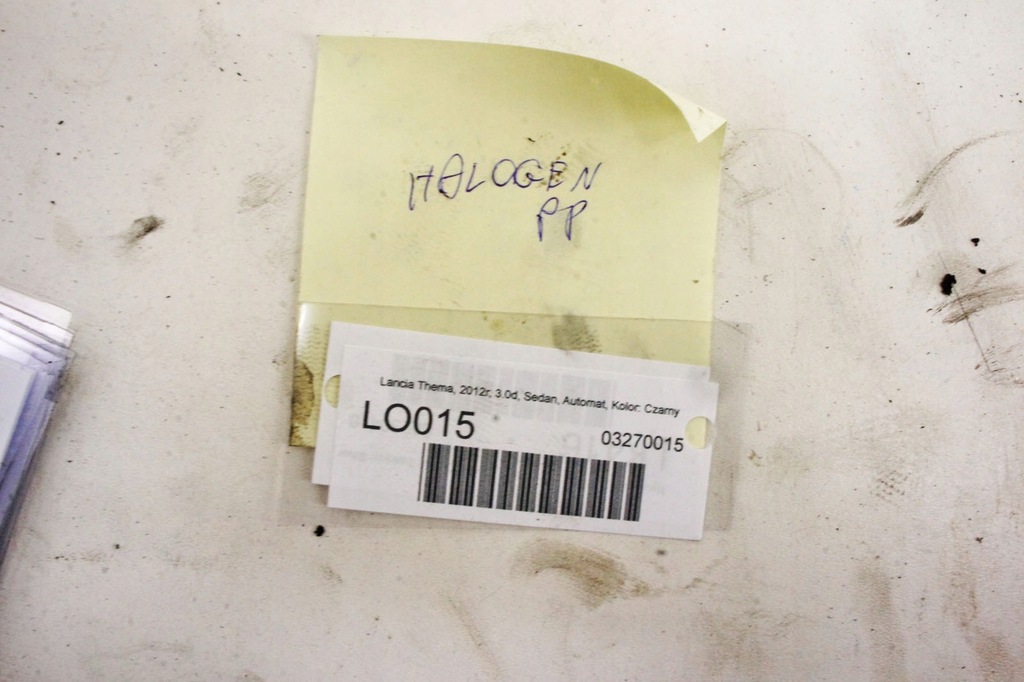 HALOGEN
PP
Lancia Thema, 2012r, 3.0d, Sedan, Automat, Kolor: Czarny
LO015
03270015